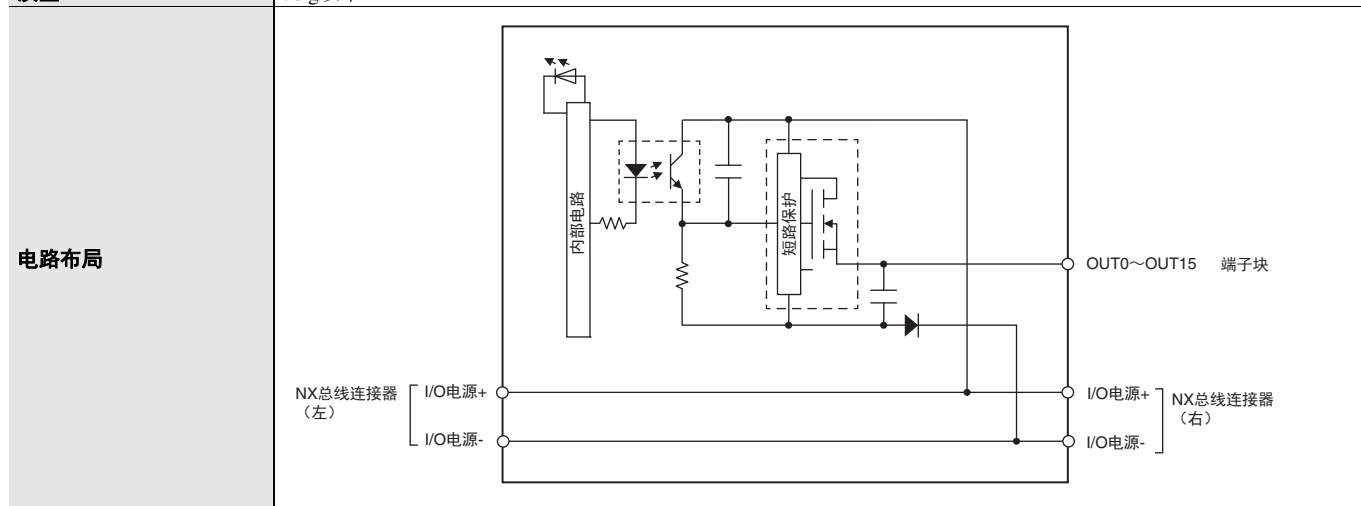 电路布局
内部电路
短路保护
OUT0～OUT15 端子块
NX总线连接器
（左）
I/O电源+
I/O电源-
I/O电源+
I/O电源-
NX总线连接器
（右）